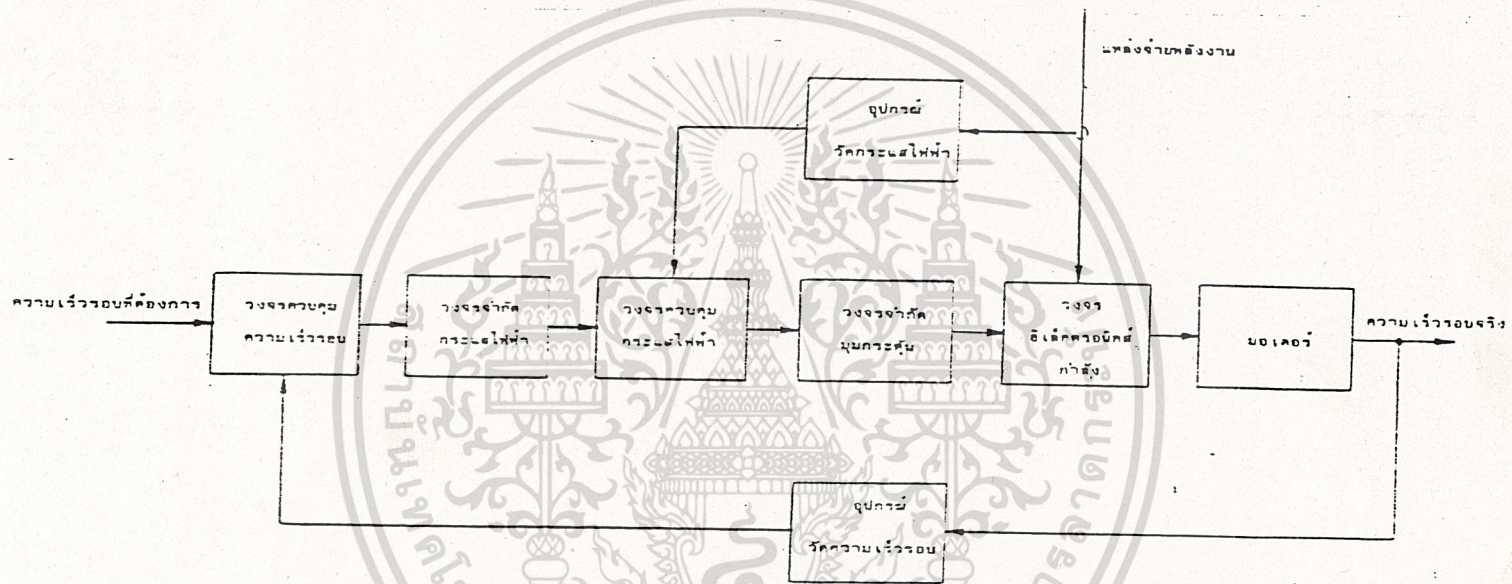 แหล่งจ่ายพลังงาน
อุปกรณ์
วัดกระแสไฟฟ้า
ความเร็วรอบที่ต้องการ
วงจรควบคุม
ความเร็วรอบ
วงจรจำกัด
กระแสไฟฟ้า
วงจรควบคุม
กระแสไฟฟ้า
วงจรจำกัด
มุมกระตุ้น
วงจร
อิเล็คทรอนิคส์
กำลัง
มอเตอร์
ความเร็วรอบจริง
อุปกรณ์
วัดความเร็วรอบ